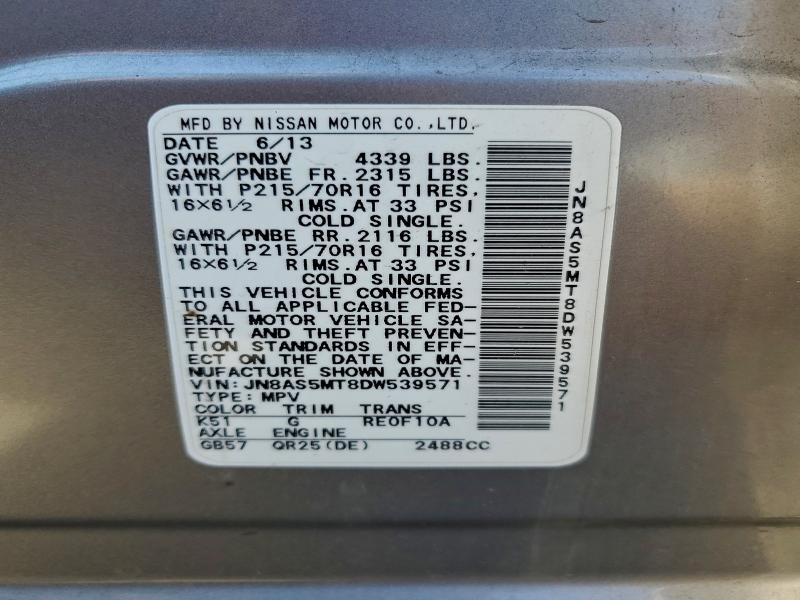 MFD BY NISSAN MOTOR CO.,LTD.
DATE 6/13
GVWR/PNBV 4339 LBS.
GAWR/PNBE FR.2315 LBS.
WITH P215/70R16 TIRES,
16X6½ RIMS.AT 33 PSI
COLD SINGLE.
GAWR/PNBE RR.2116 LBS.
WITH P215/70R16 TIRES,
16X6½ RIMS.AT 33 PSI
COLD SINGLE.
THIS VEHICLE CONFORMS
TO ALL APPLICABLE FED-
ERAL MOTOR VEHICLE SA-
FETY AND THEFT PREVEN-
TION STANDARDS IN EFF-
ECT ON THE DATE OF MA-
NUFACTURE SHOWN ABOVE.
VIN:JN8AS5MT8DW539571
TYPE: MPV
COLOR TRIM TRANS
K51 G RE0F10A
AXLE ENGINE
GB57 QR25(DE) 2488CC
JN8AS5MT8DW539571